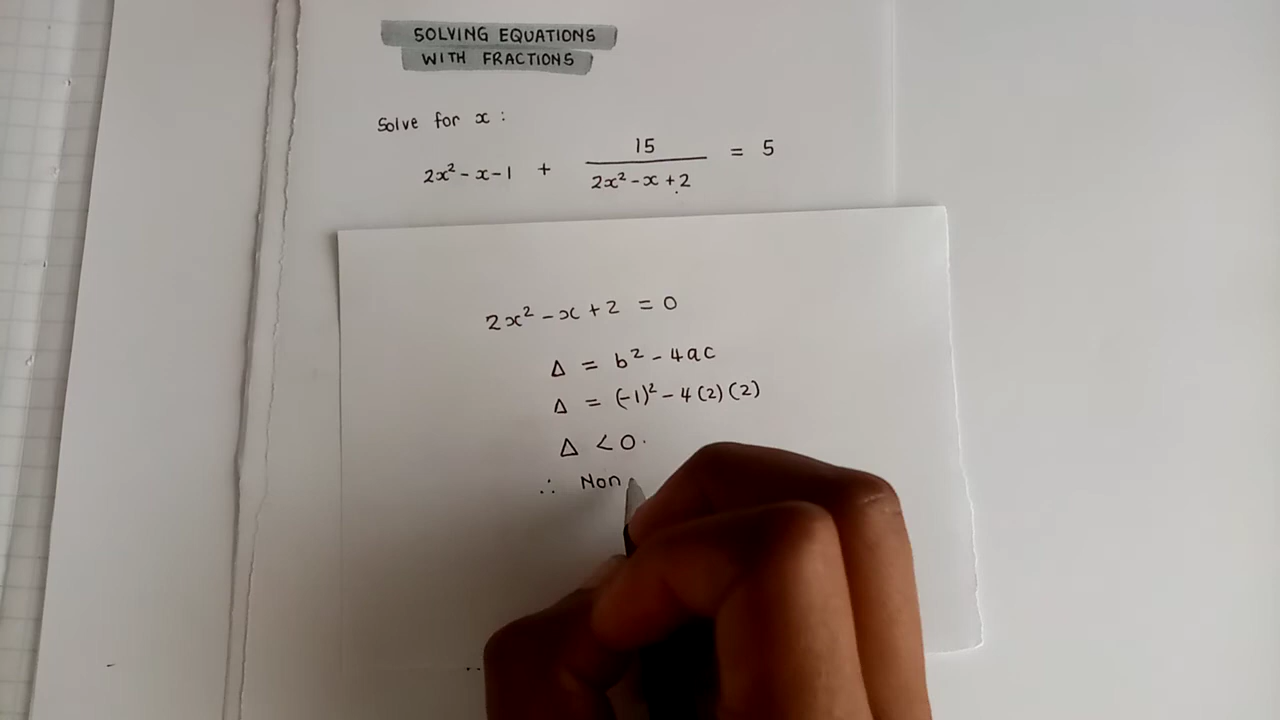 SOLVING EQUATIONS
WITH FRACTIONS
Solve for x :
2x² - x - 1 + 15 / (2x² - x + 2) = 5
2x² - x + 2 = 0
Δ = b² - 4ac
Δ = (-1)² - 4(2)(2)
Δ < 0.
∴ Non